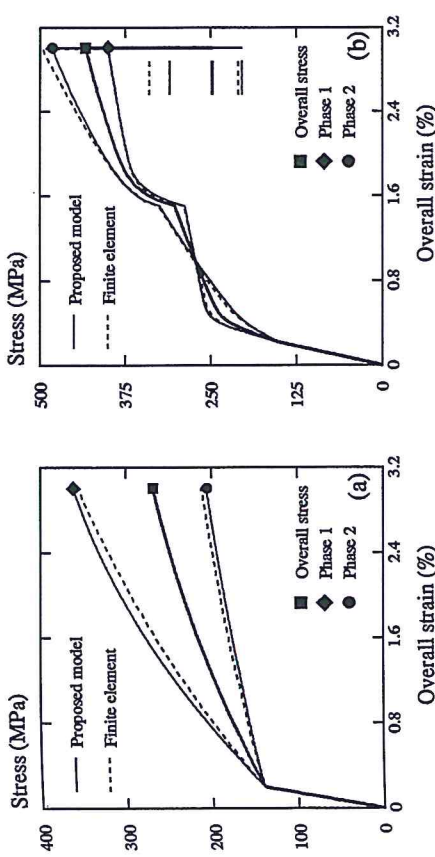 Stress (MPa)
400
300
200
100
0
Proposed model
Finite element
Overall stress
Phase 1
Phase 2
(a)
0
0.8
1.6
2.4
3.2
Overall strain (%)
Stress (MPa)
500
375
250
125
0
Proposed model
Finite element
Overall stress
Phase 1
Phase 2
(b)
0
0.8
1.6
2.4
3.2
Overall strain (%)